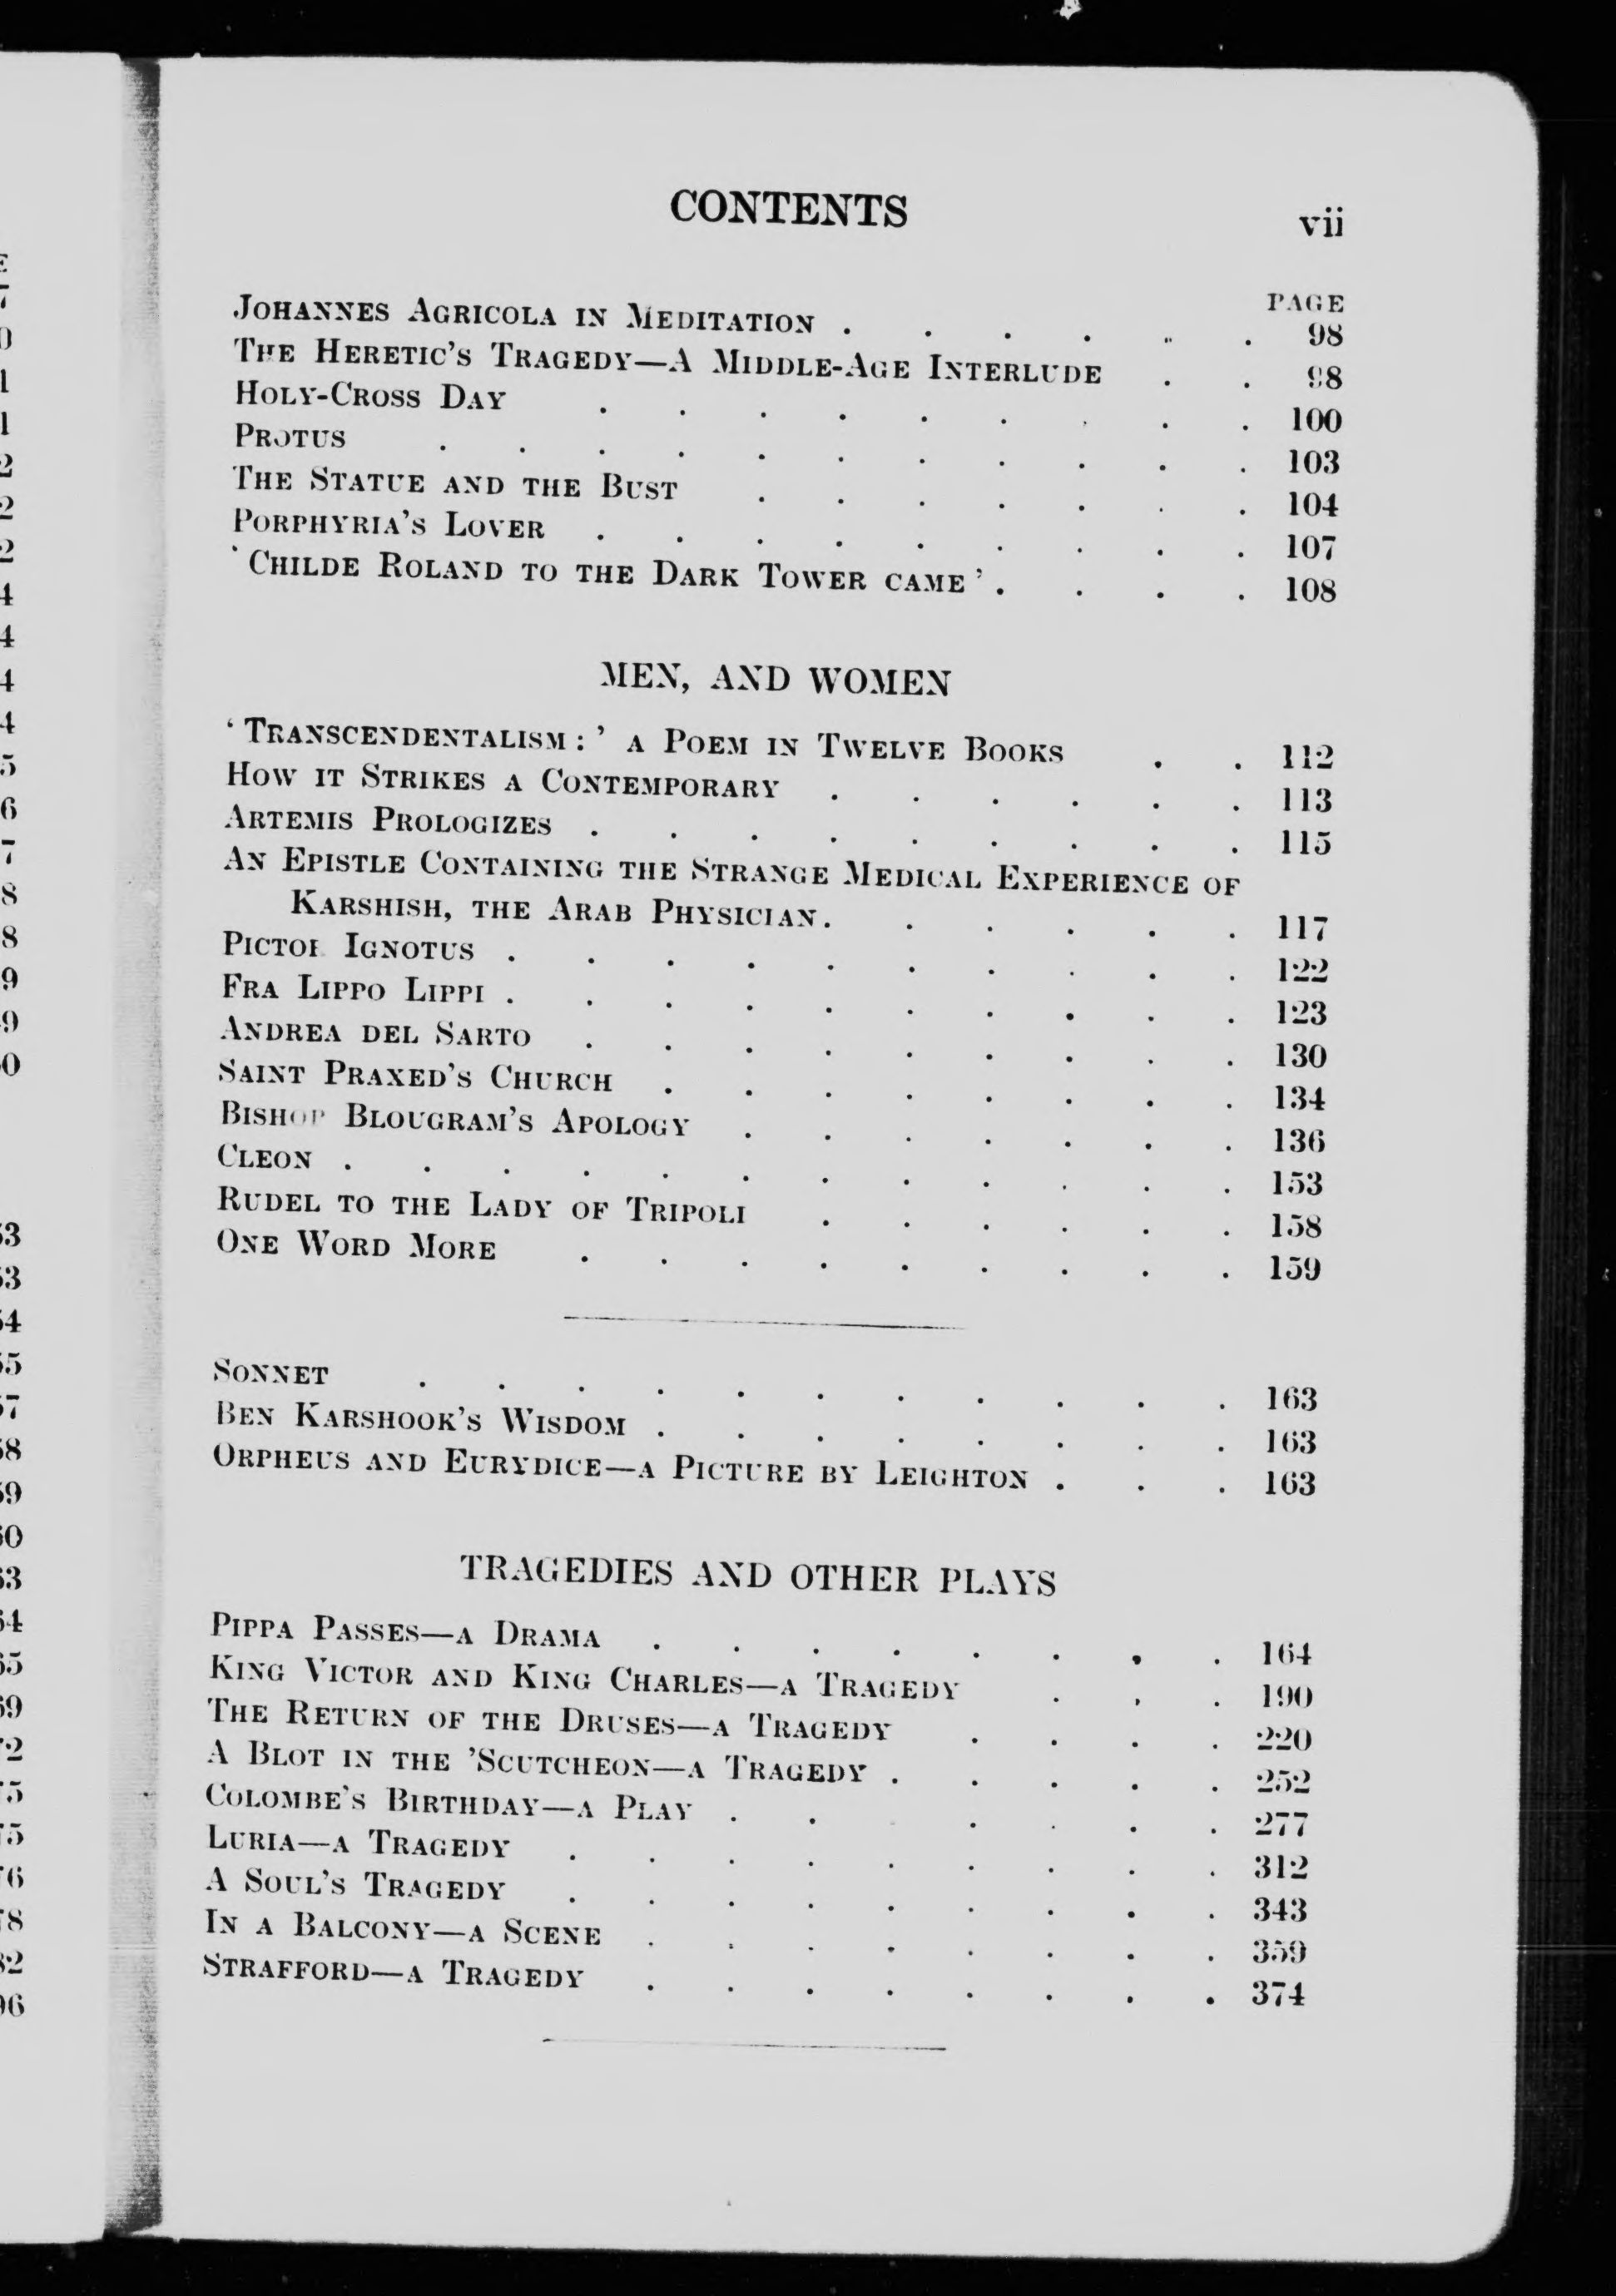 CONTENTS vii
PAGE
JOHANNES AGRICOLA IN MEDITATION . . . . . . 98
THE HERETIC'S TRAGEDY—A MIDDLE-AGE INTERLUDE . . 98
HOLY-CROSS DAY . . . . . . . . . 100
PROTUS . . . . . . . . . . . 103
THE STATUE AND THE BUST . . . . . . . 104
PORPHYRIA'S LOVER . . . . . . . . . 107
'CHILDE ROLAND TO THE DARK TOWER CAME' . . . . 108
MEN, AND WOMEN
'TRANSCENDENTALISM:' A POEM IN TWELVE BOOKS . . 112
HOW IT STRIKES A CONTEMPORARY . . . . . . 113
ARTEMIS PROLOGIZES . . . . . . . . . 115
AN EPISTLE CONTAINING THE STRANGE MEDICAL EXPERIENCE OF
KARSHISH, THE ARAB PHYSICIAN . . . . . . 117
PICTOR IGNOTUS . . . . . . . . . . 122
FRA LIPPO LIPPI . . . . . . . . . . 123
ANDREA DEL SARTO . . . . . . . . . 130
SAINT PRAXED'S CHURCH . . . . . . . . 134
BISHOP BLOUGRAM'S APOLOGY . . . . . . . 136
CLEON . . . . . . . . . . . . 153
RUDEL TO THE LADY OF TRIPOLI . . . . . . 158
ONE WORD MORE . . . . . . . . . 159
SONNET . . . . . . . . . . . 163
BEN KARSHOOK'S WISDOM . . . . . . . . 163
ORPHEUS AND EURYDICE—A PICTURE BY LEIGHTON . . . 163
TRAGEDIES AND OTHER PLAYS
PIPPA PASSES—A DRAMA . . . . . . . . 164
KING VICTOR AND KING CHARLES—A TRAGEDY . . . 190
THE RETURN OF THE DRUSES—A TRAGEDY . . . . 220
A BLOT IN THE 'SCUTCHEON—A TRAGEDY . . . . . 252
COLOMBE'S BIRTHDAY—A PLAY . . . . . . 277
LURIA—A TRAGEDY . . . . . . . . . 312
A SOUL'S TRAGEDY . . . . . . . . . 343
IN A BALCONY—A SCENE . . . . . . . . 359
STRAFFORD—A TRAGEDY . . . . . . . . 374